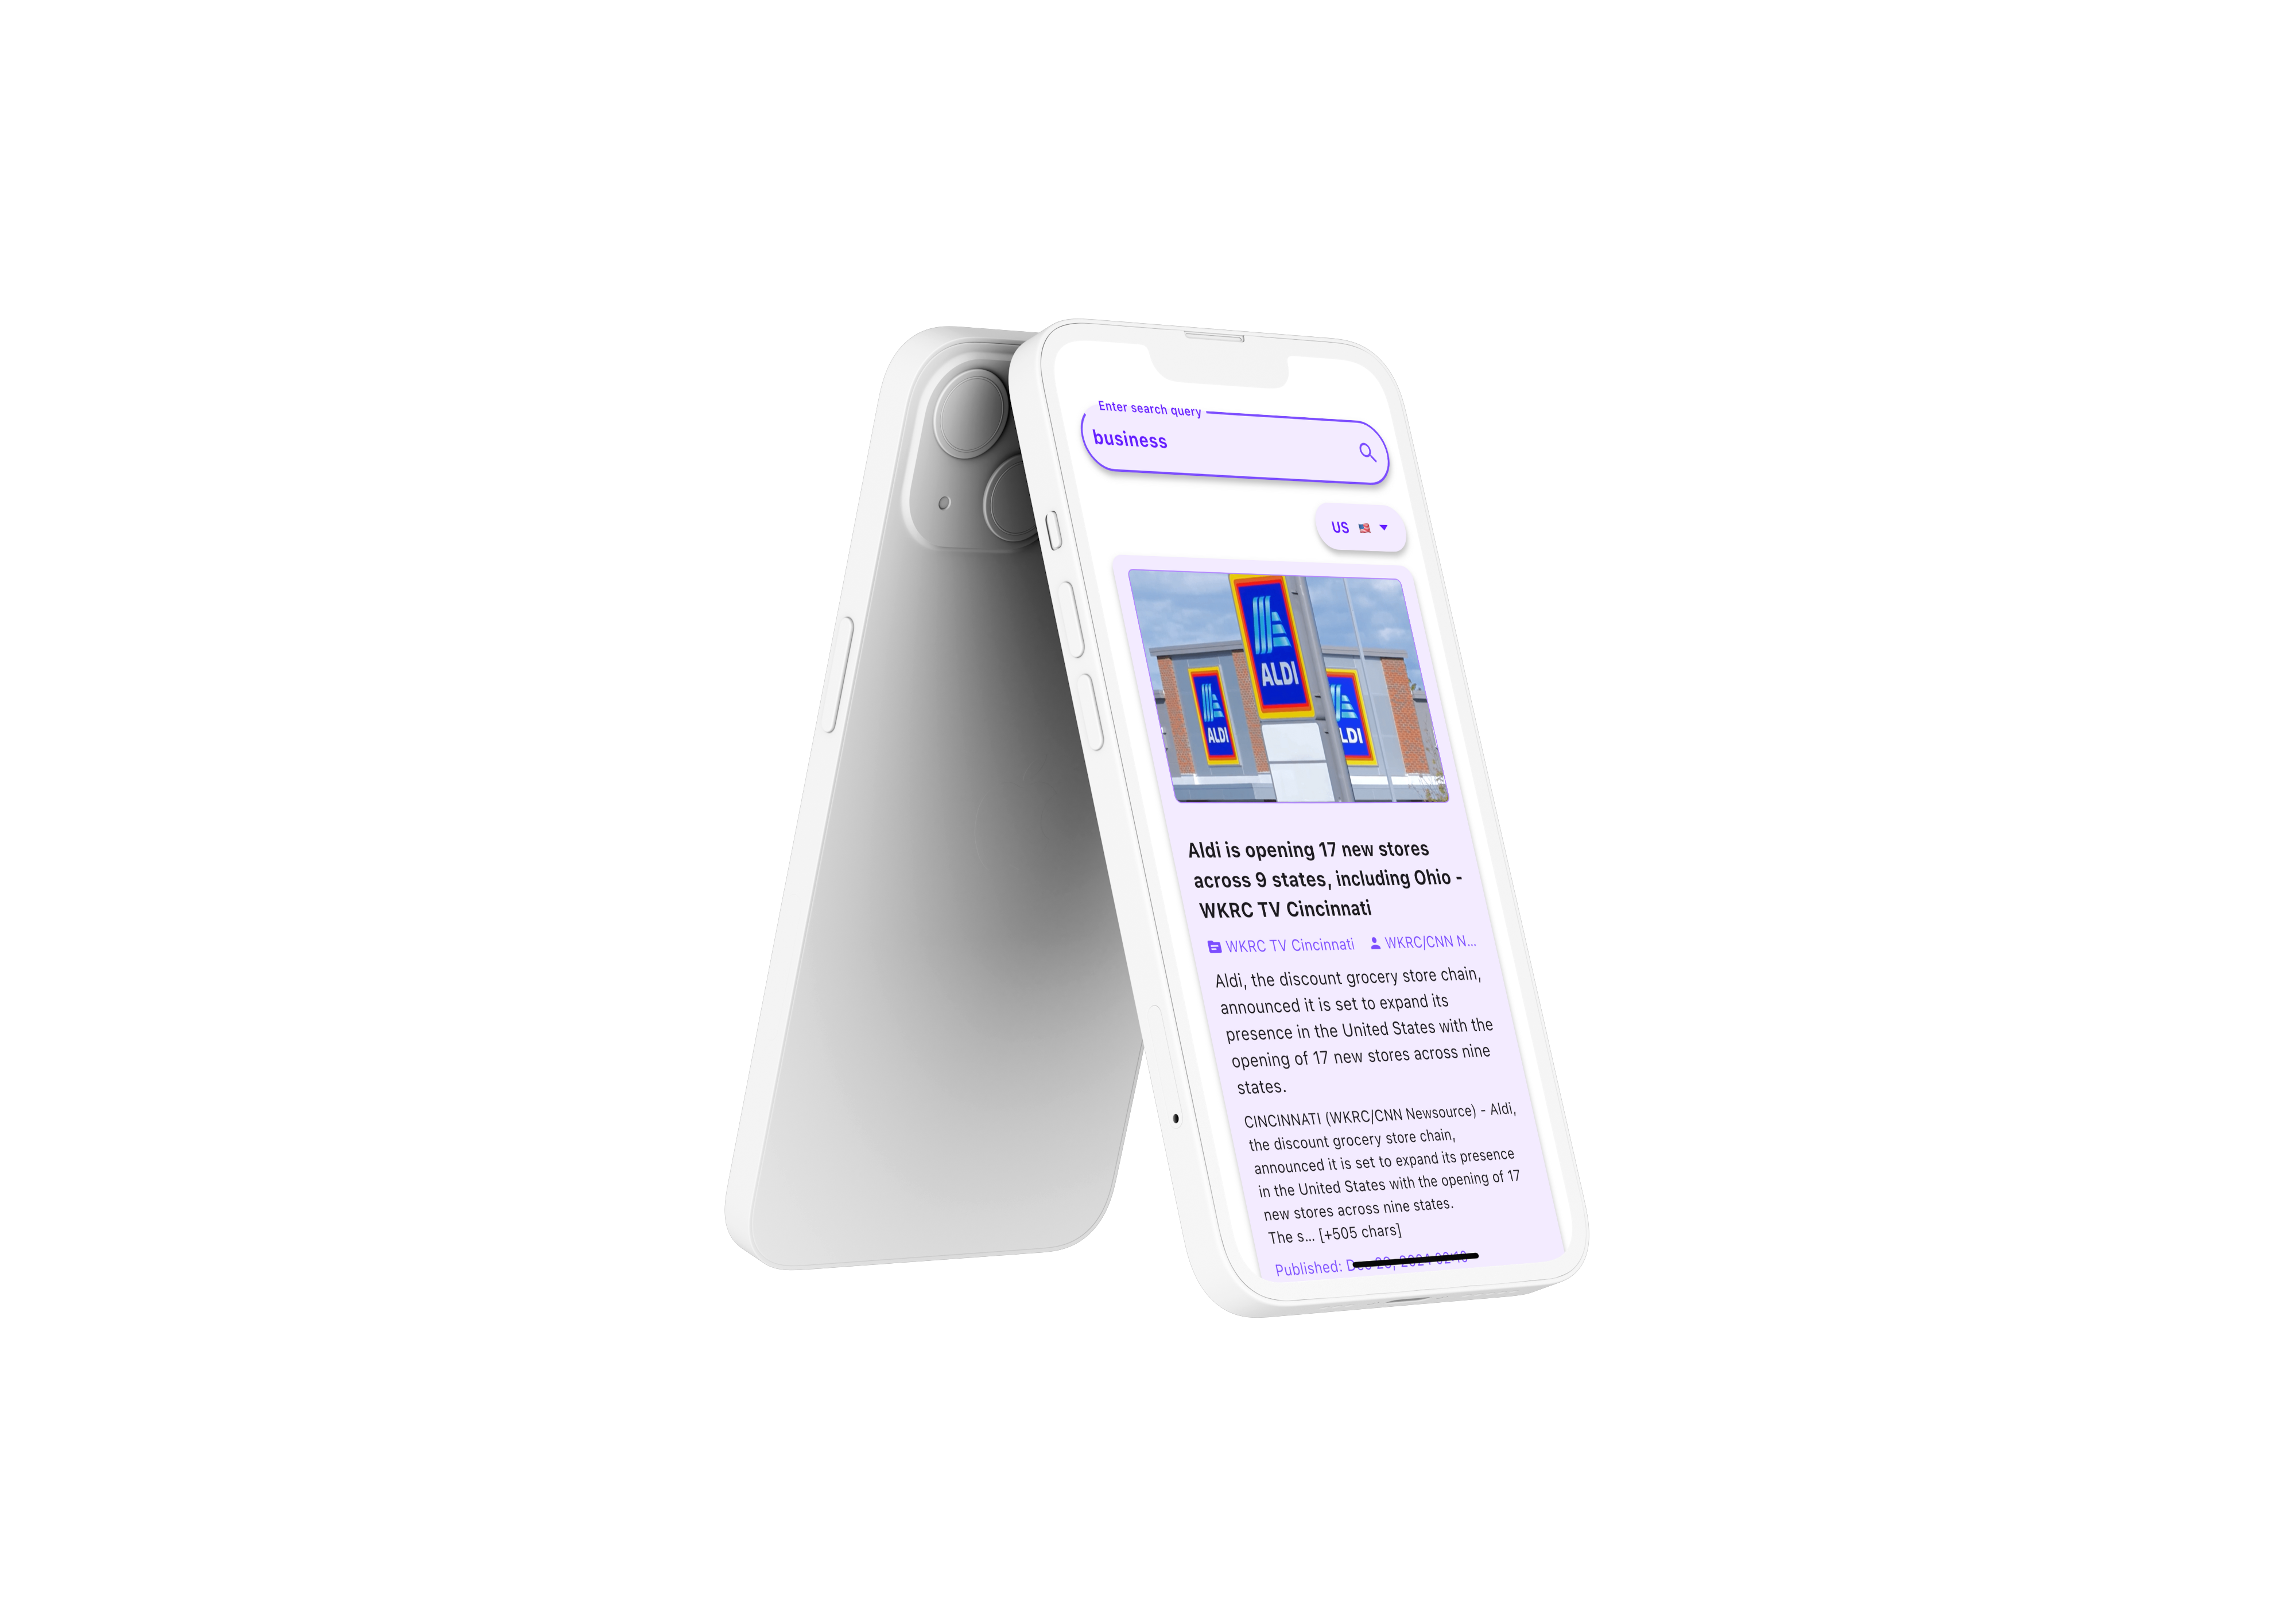 Enter search query
business
US
ALDI
ALDI
ALDI
Aldi is opening 17 new stores
across 9 states, including Ohio -
WKRC TV Cincinnati
WKRC TV Cincinnati WKRC/CNN N...
Aldi, the discount grocery store chain,
announced it is set to expand its
presence in the United States with the
opening of 17 new stores across nine
states.
CINCINNATI (WKRC/CNN Newsource) - Aldi,
the discount grocery store chain,
announced it is set to expand its presence
in the United States with the opening of 17
new stores across nine states.
The s... [+505 chars]
Published: